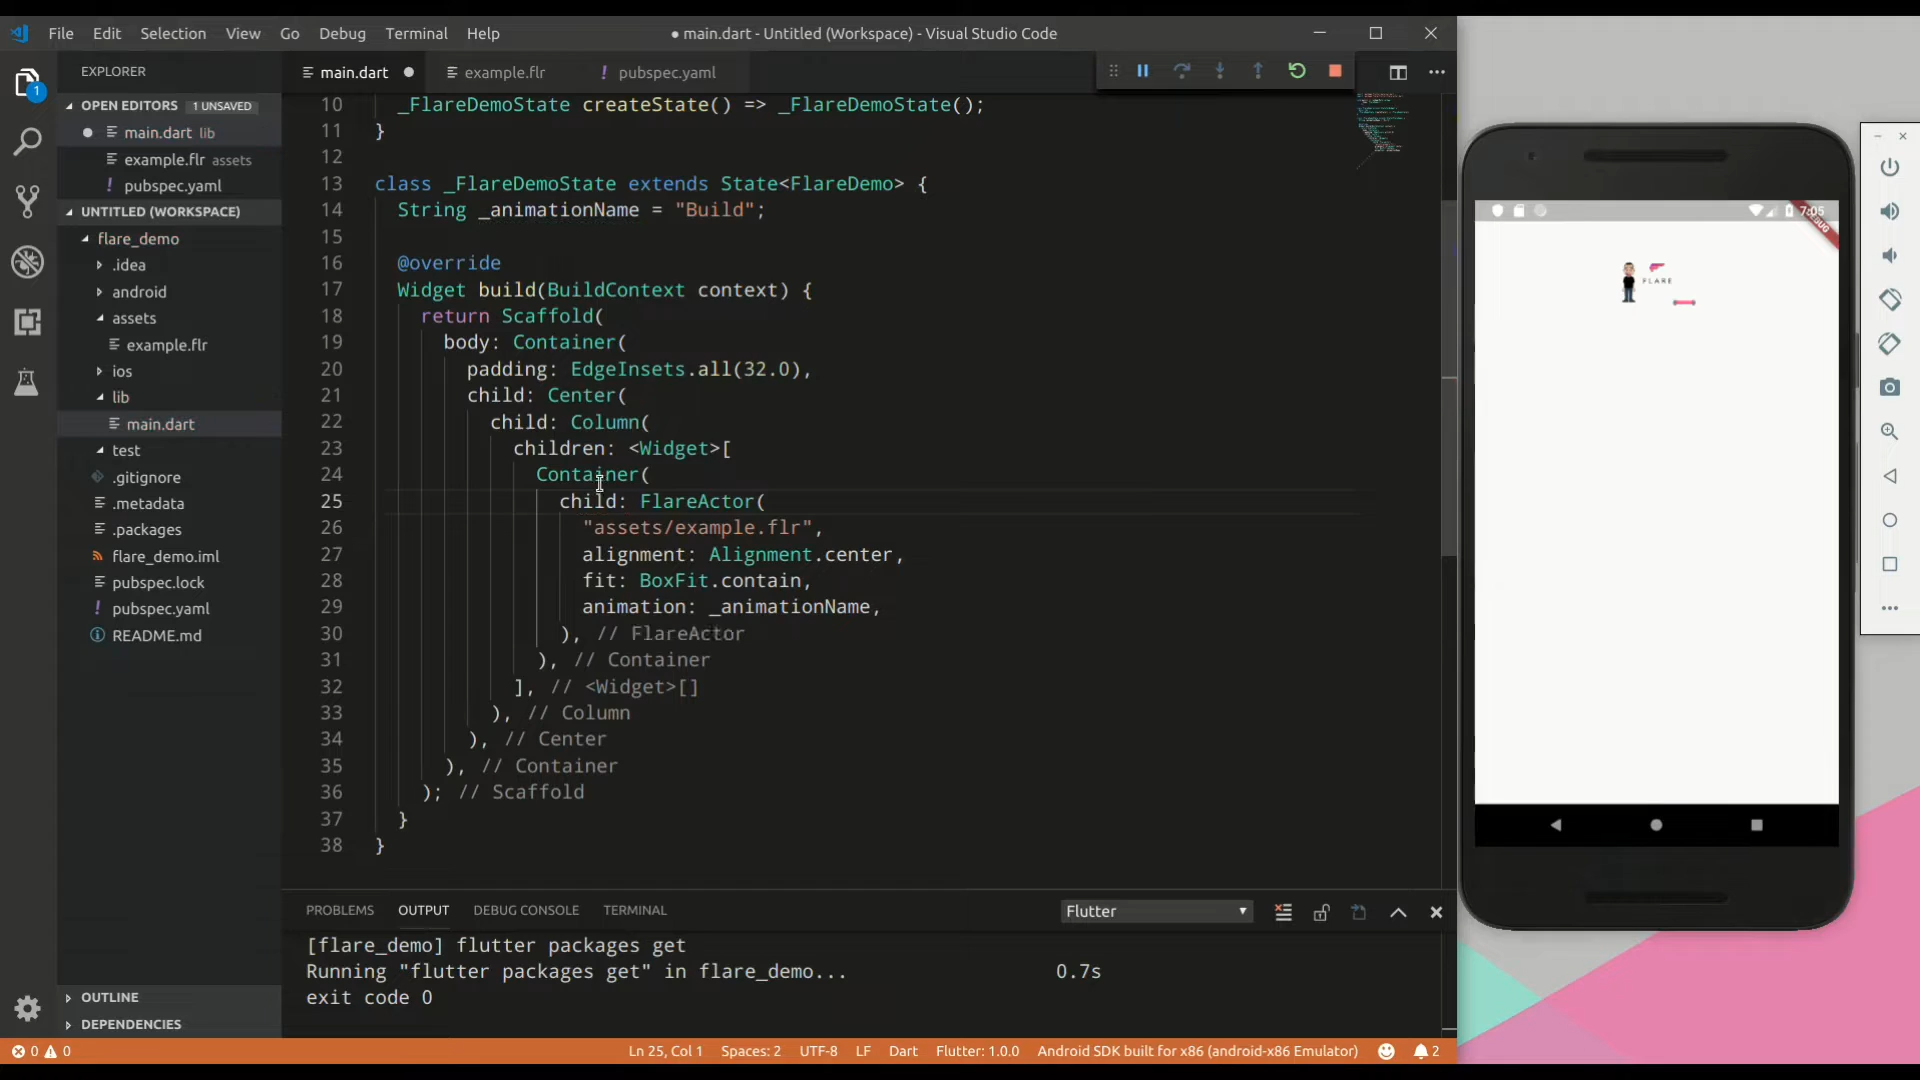 File Edit Selection View Go Debug Terminal Help
● main.dart - Untitled (Workspace) - Visual Studio Code
EXPLORER
OPEN EDITORS 1 UNSAVED
main.dart lib
example.flr assets
! pubspec.yaml
UNTITLED (WORKSPACE)
flare_demo
.idea
android
assets
example.flr
ios
lib
main.dart
test
.gitignore
.metadata
.packages
flare_demo.iml
pubspec.lock
! pubspec.yaml
README.md
OUTLINE
DEPENDENCIES
1
main.dart
example.flr
! pubspec.yaml
10 _FlareDemoState createState() => _FlareDemoState();
11 }
12
13 class _FlareDemoState extends State<FlareDemo> {
14 String _animationName = "Build";
15
16 @override
17 Widget build(BuildContext context) {
18 return Scaffold(
19 body: Container(
20 padding: EdgeInsets.all(32.0),
21 child: Center(
22 child: Column(
23 children: <Widget>[
24 Container(
25 child: FlareActor(
26 "assets/example.flr",
27 alignment: Alignment.center,
28 fit: BoxFit.contain,
29 animation: _animationName,
30 ), // FlareActor
31 ), // Container
32 ], // <Widget>[]
33 ), // Column
34 ), // Center
35 ), // Container
36 ); // Scaffold
37 }
38 }
PROBLEMS OUTPUT DEBUG CONSOLE TERMINAL
Flutter
[flare_demo] flutter packages get
Running "flutter packages get" in flare_demo... 0.7s
exit code 0
0 0
Ln 25, Col 1 Spaces: 2 UTF-8 LF Dart Flutter: 1.0.0 Android SDK built for x86 (android-x86 Emulator) 2
7:05
DEBUG
FLARE